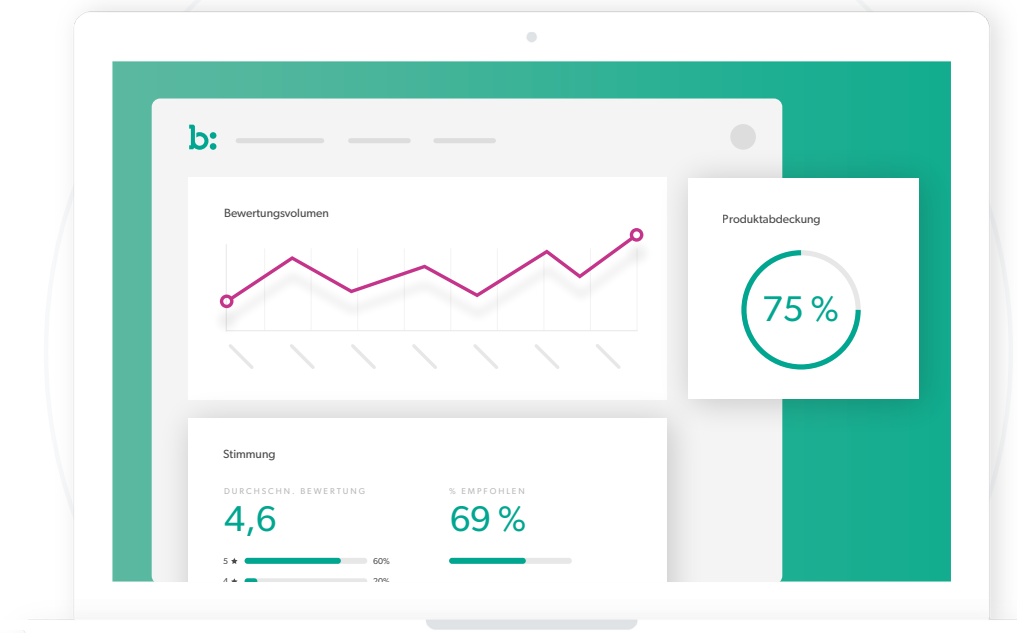 b:
Bewertungsvolumen
Produktabdeckung
75 %
Stimmung
DURCHSCHN. BEWERTUNG
% EMPFOHLEN
4,6
69 %
5 ★ 60%
4 ★ 20%